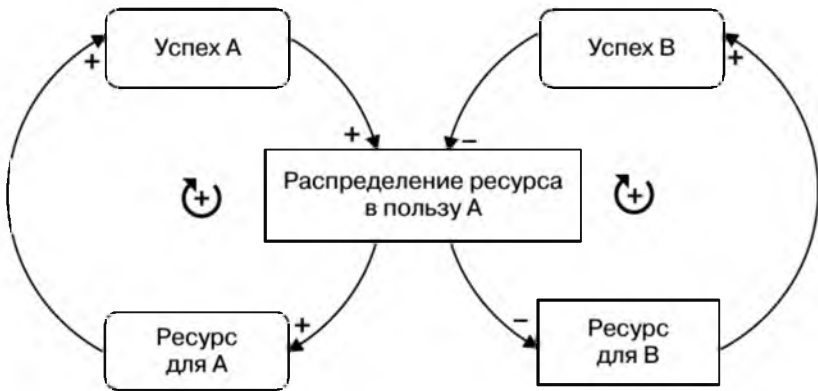 Успех А
Успех В
+
+
+
–
Распределение ресурса
в пользу А
+
+
+
–
Ресурс
для А
Ресурс
для В